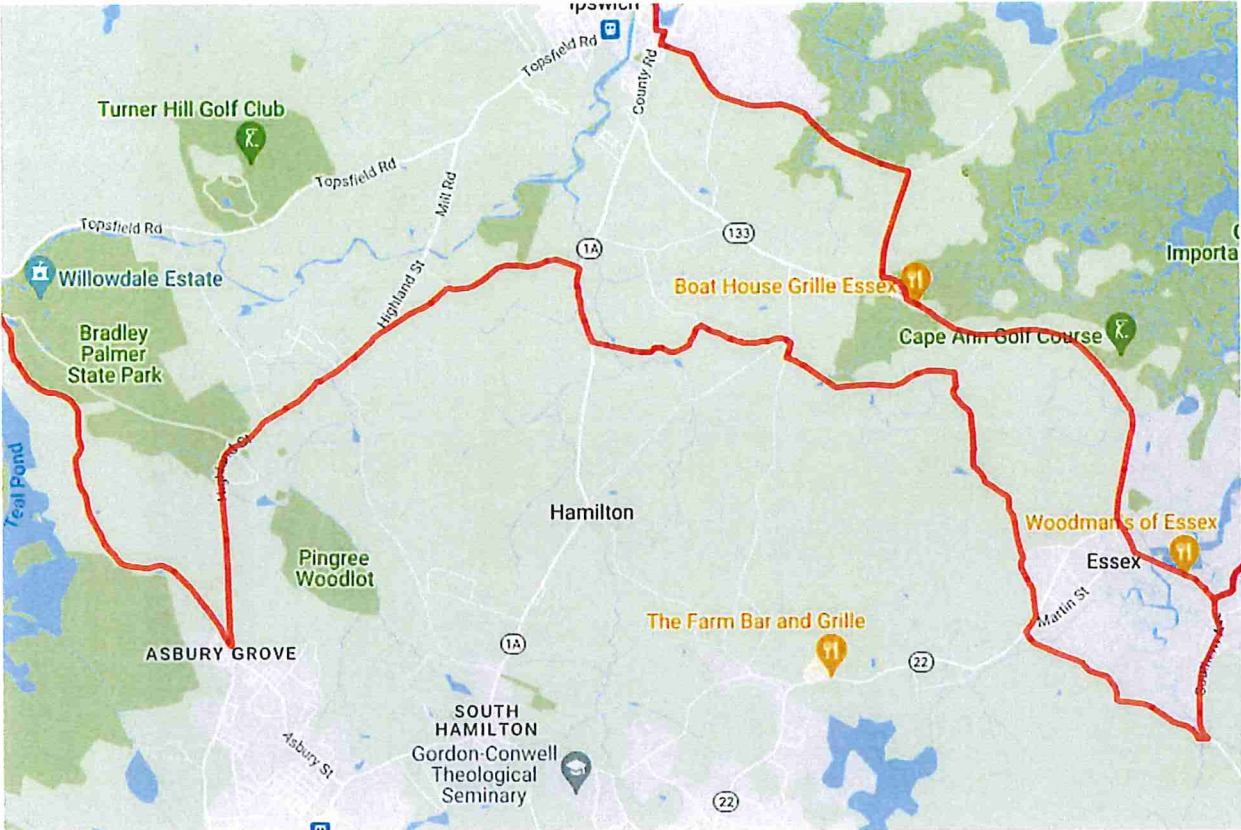 Ipswich
Topsfield Rd
County Rd
Turner Hill Golf Club
Topsfield Rd
Mill Rd
Topsfield Rd
133
1A
Importa
Willowdale Estate
Highland St
Boat House Grille Essex
Bradley
Palmer
State Park
Cape Ann Golf Course
Highland St
Teal Pond
Hamilton
Woodman's of Essex
Pingree
Woodlot
Essex
Martin St
The Farm Bar and Grille
1A
22
ASBURY GROVE
SOUTH
HAMILTON
Asbury St
Gordon-Conwell
Theological
Seminary
22